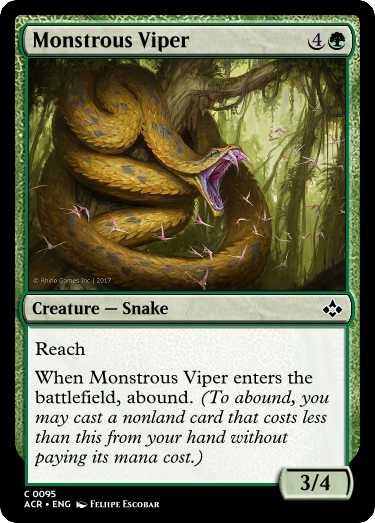 Monstrous Viper 4
© Rhino Games Inc | 2017
Creature — Snake
Reach
When Monstrous Viper enters the
battlefield, abound. (To abound, you
may cast a nonland card that costs less
than this from your hand without
paying its mana cost.)
3/4
C 0095
ACR • ENG Felipe Escobar